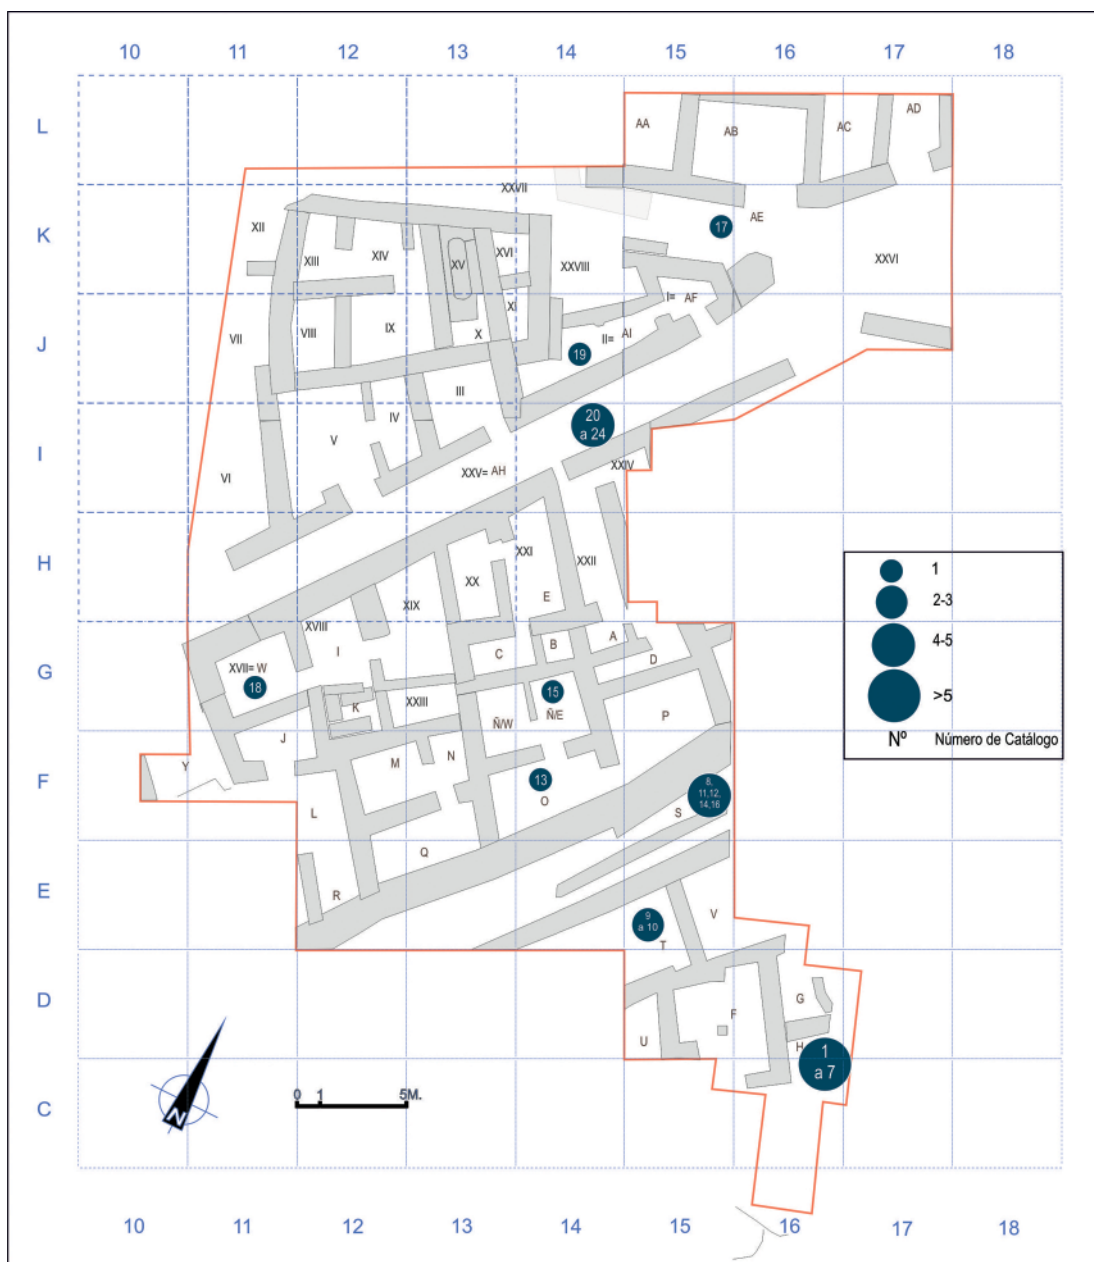 10 11 12 13 14 15 16 17 18
L
AA AB AC AD
XXVII
K
XII XIII XIV XV XVI XXVIII 17 AE XXVI
XI I= AF
J
VII VIII IX X 19 II= AI
III
20
a 24
I
VI V IV XXV= AH XXIV
H
XX XXI XXII
XIX E
1
2-3
4-5
>5
Nº Número de Catálogo
G
XVIII I C B A D
XVII= W
18 K XXIII Ñ/W 15 Ñ/E P
J
F
Y M N 13 O
8,
11,12,
14,16
L S
E
Q R
9
a 10
T V
D
U F G
H
1
a 7
C
N
0 1 5M.
10 11 12 13 14 15 16 17 18